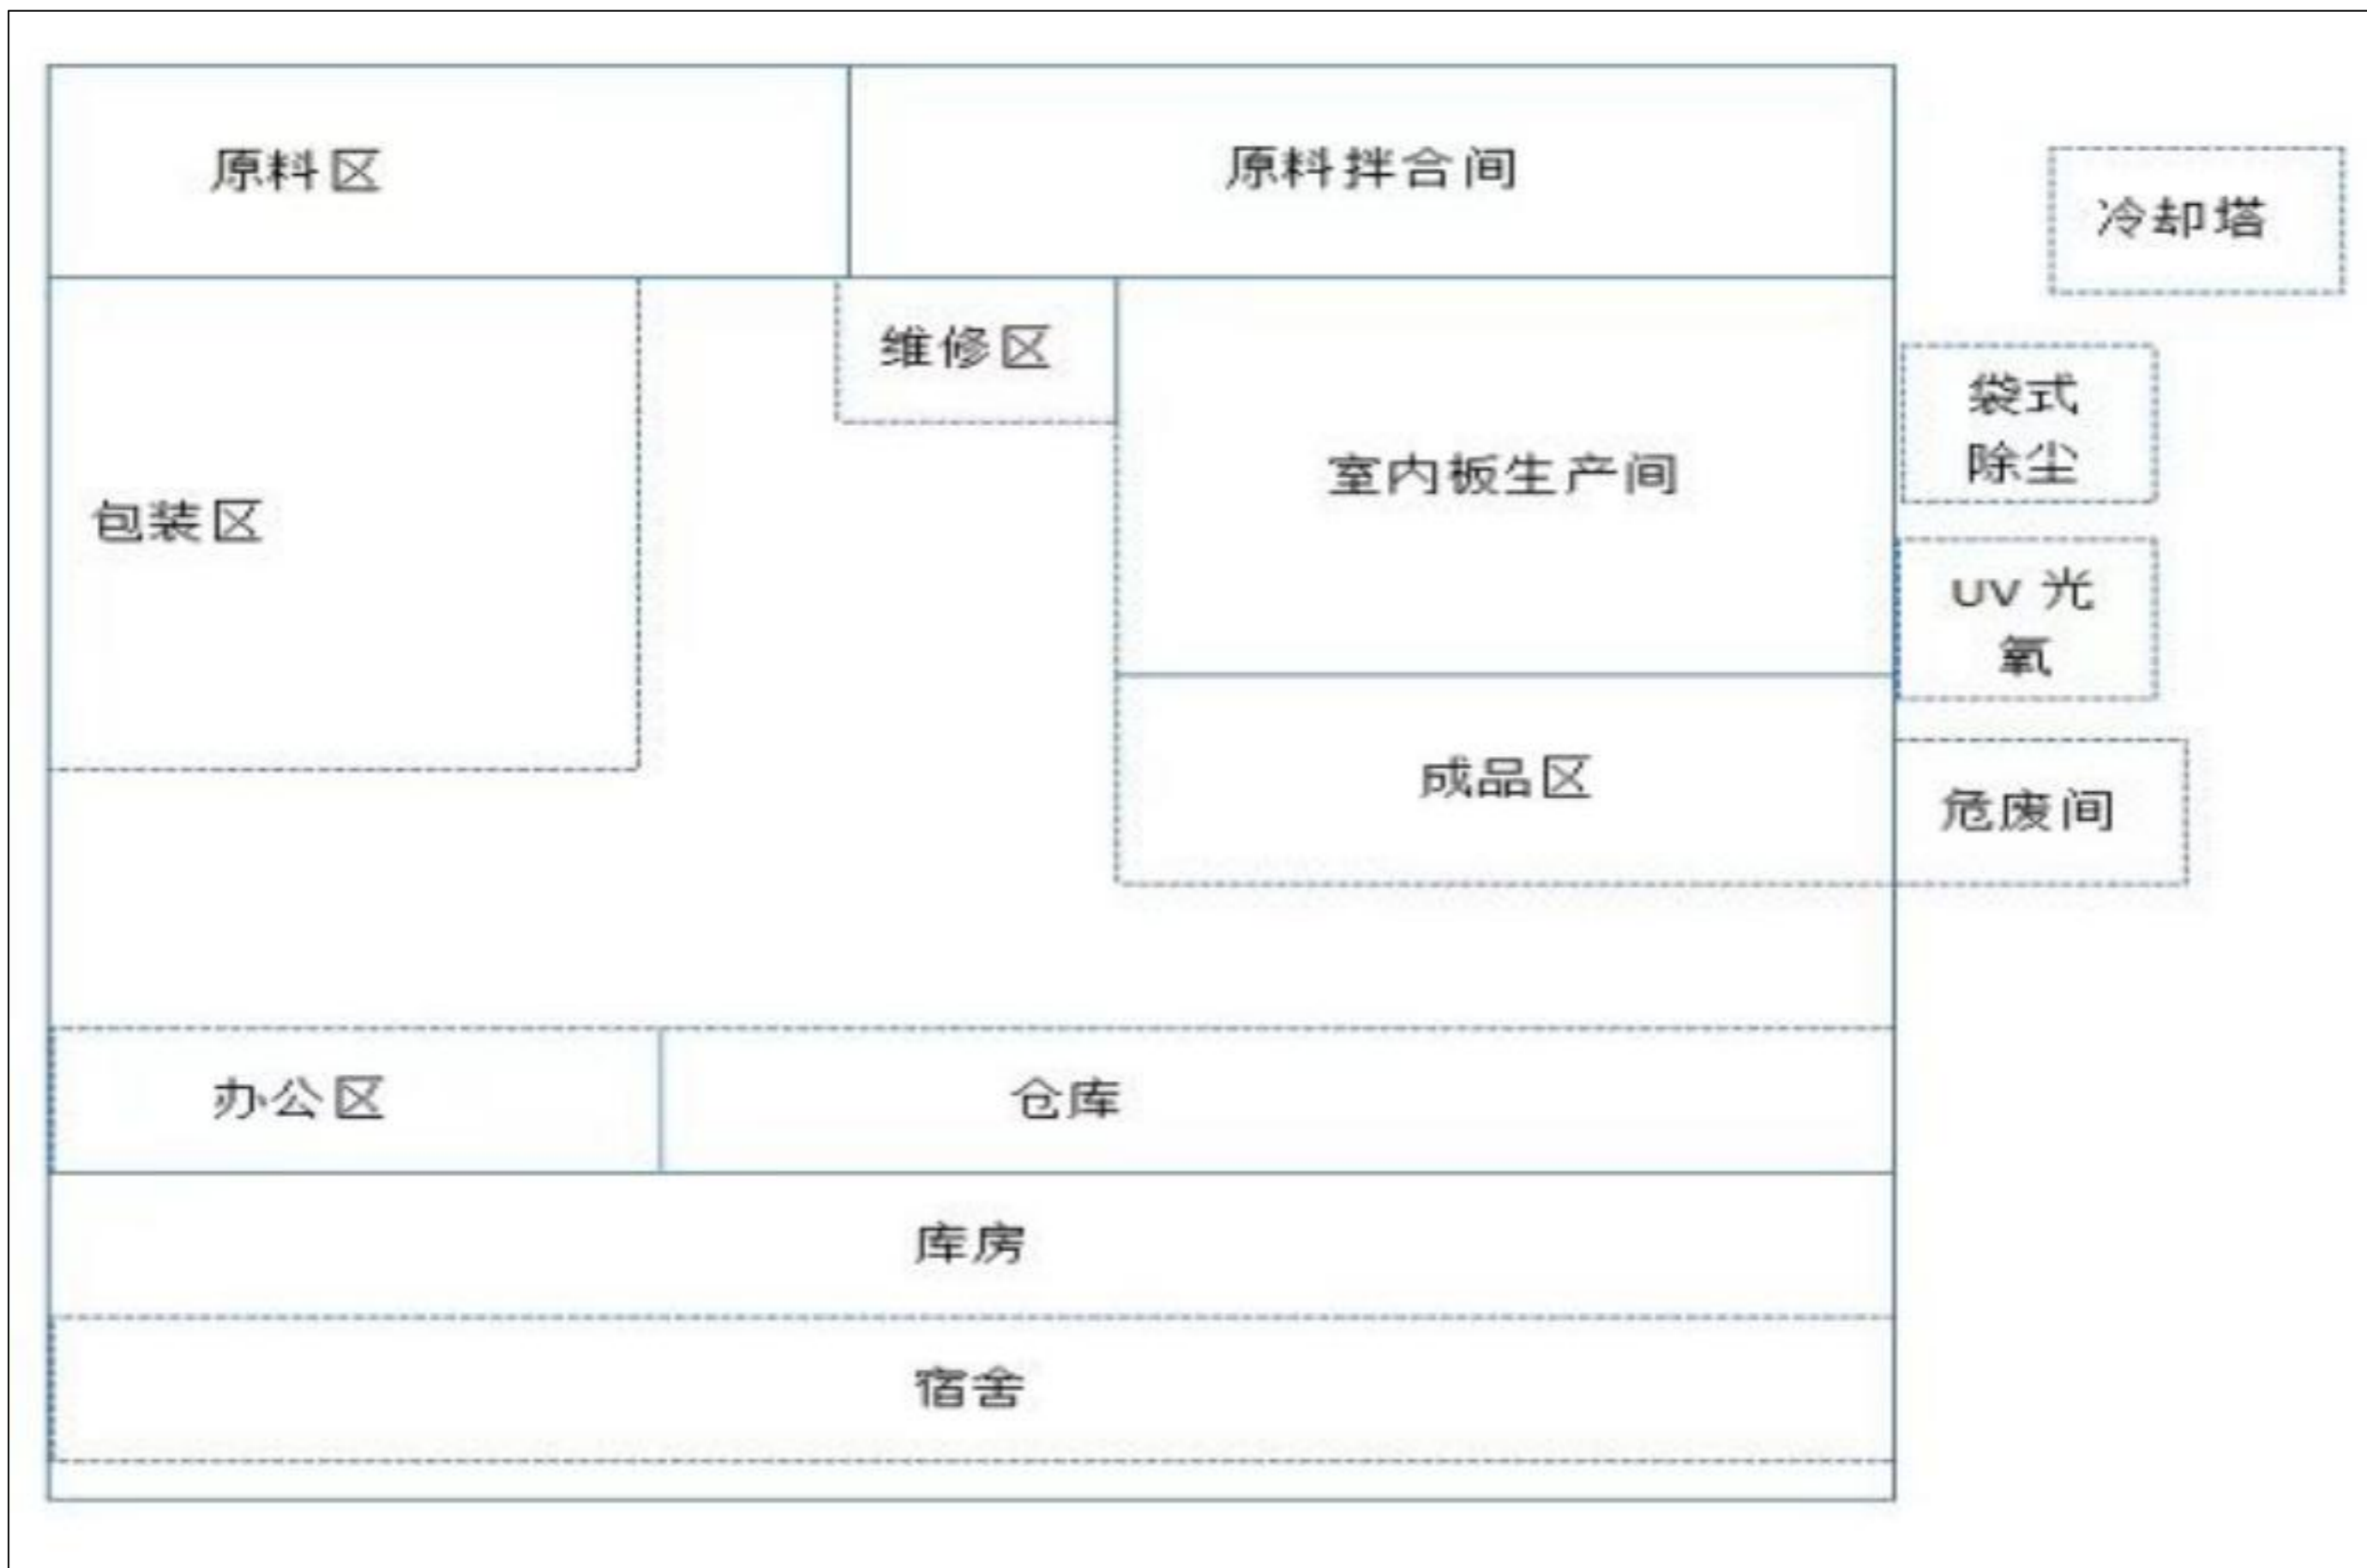 原料区
原料拌合间
冷却塔
维修区
袋式
除尘
室内板生产间
包装区
UV 光
氧
成品区
危废间
办公区
仓库
库房
宿舍